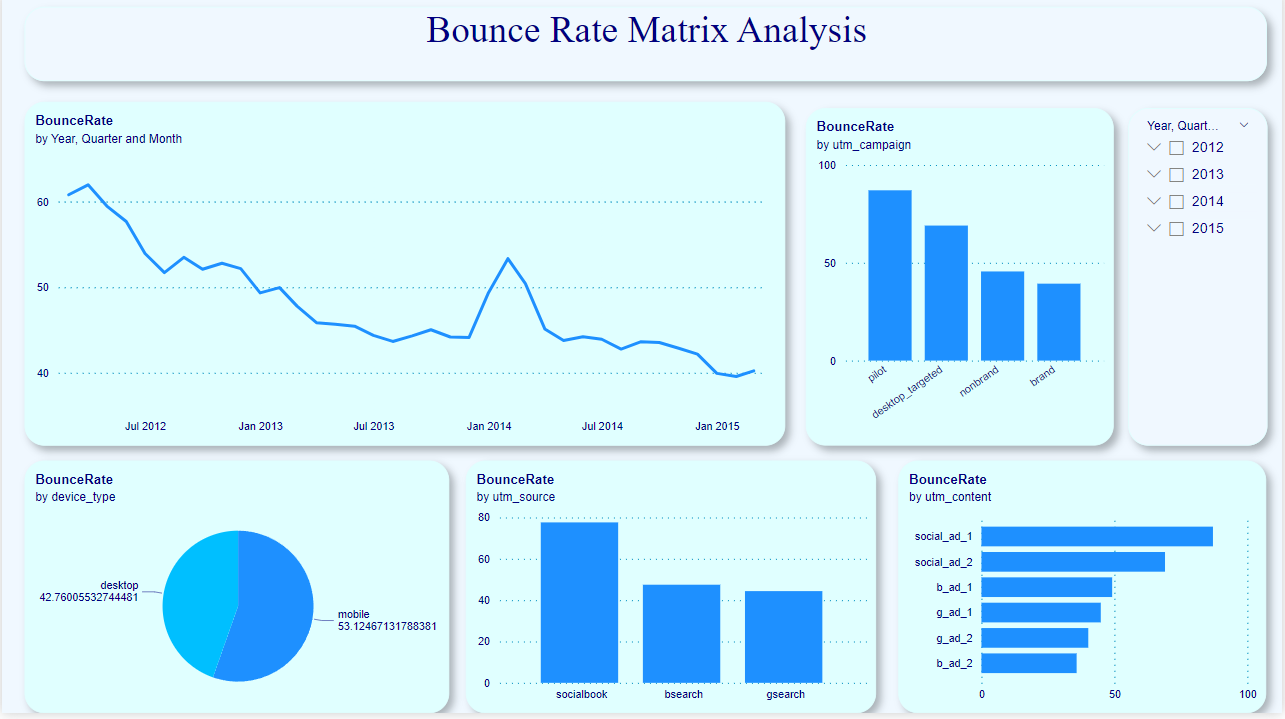 Bounce Rate Matrix Analysis
BounceRate
by Year, Quarter and Month
60
50
40
Jul 2012
Jan 2013
Jul 2013
Jan 2014
Jul 2014
Jan 2015
BounceRate
by utm_campaign
100
50
0
pilot
desktop_targeted
nonbrand
brand
Year, Quart...
2012
2013
2014
2015
BounceRate
by device_type
desktop
42.76005532744481
mobile
53.12467131788381
BounceRate
by utm_source
80
60
40
20
0
socialbook
bsearch
gsearch
BounceRate
by utm_content
social_ad_1
social_ad_2
b_ad_1
g_ad_1
g_ad_2
b_ad_2
0
50
100